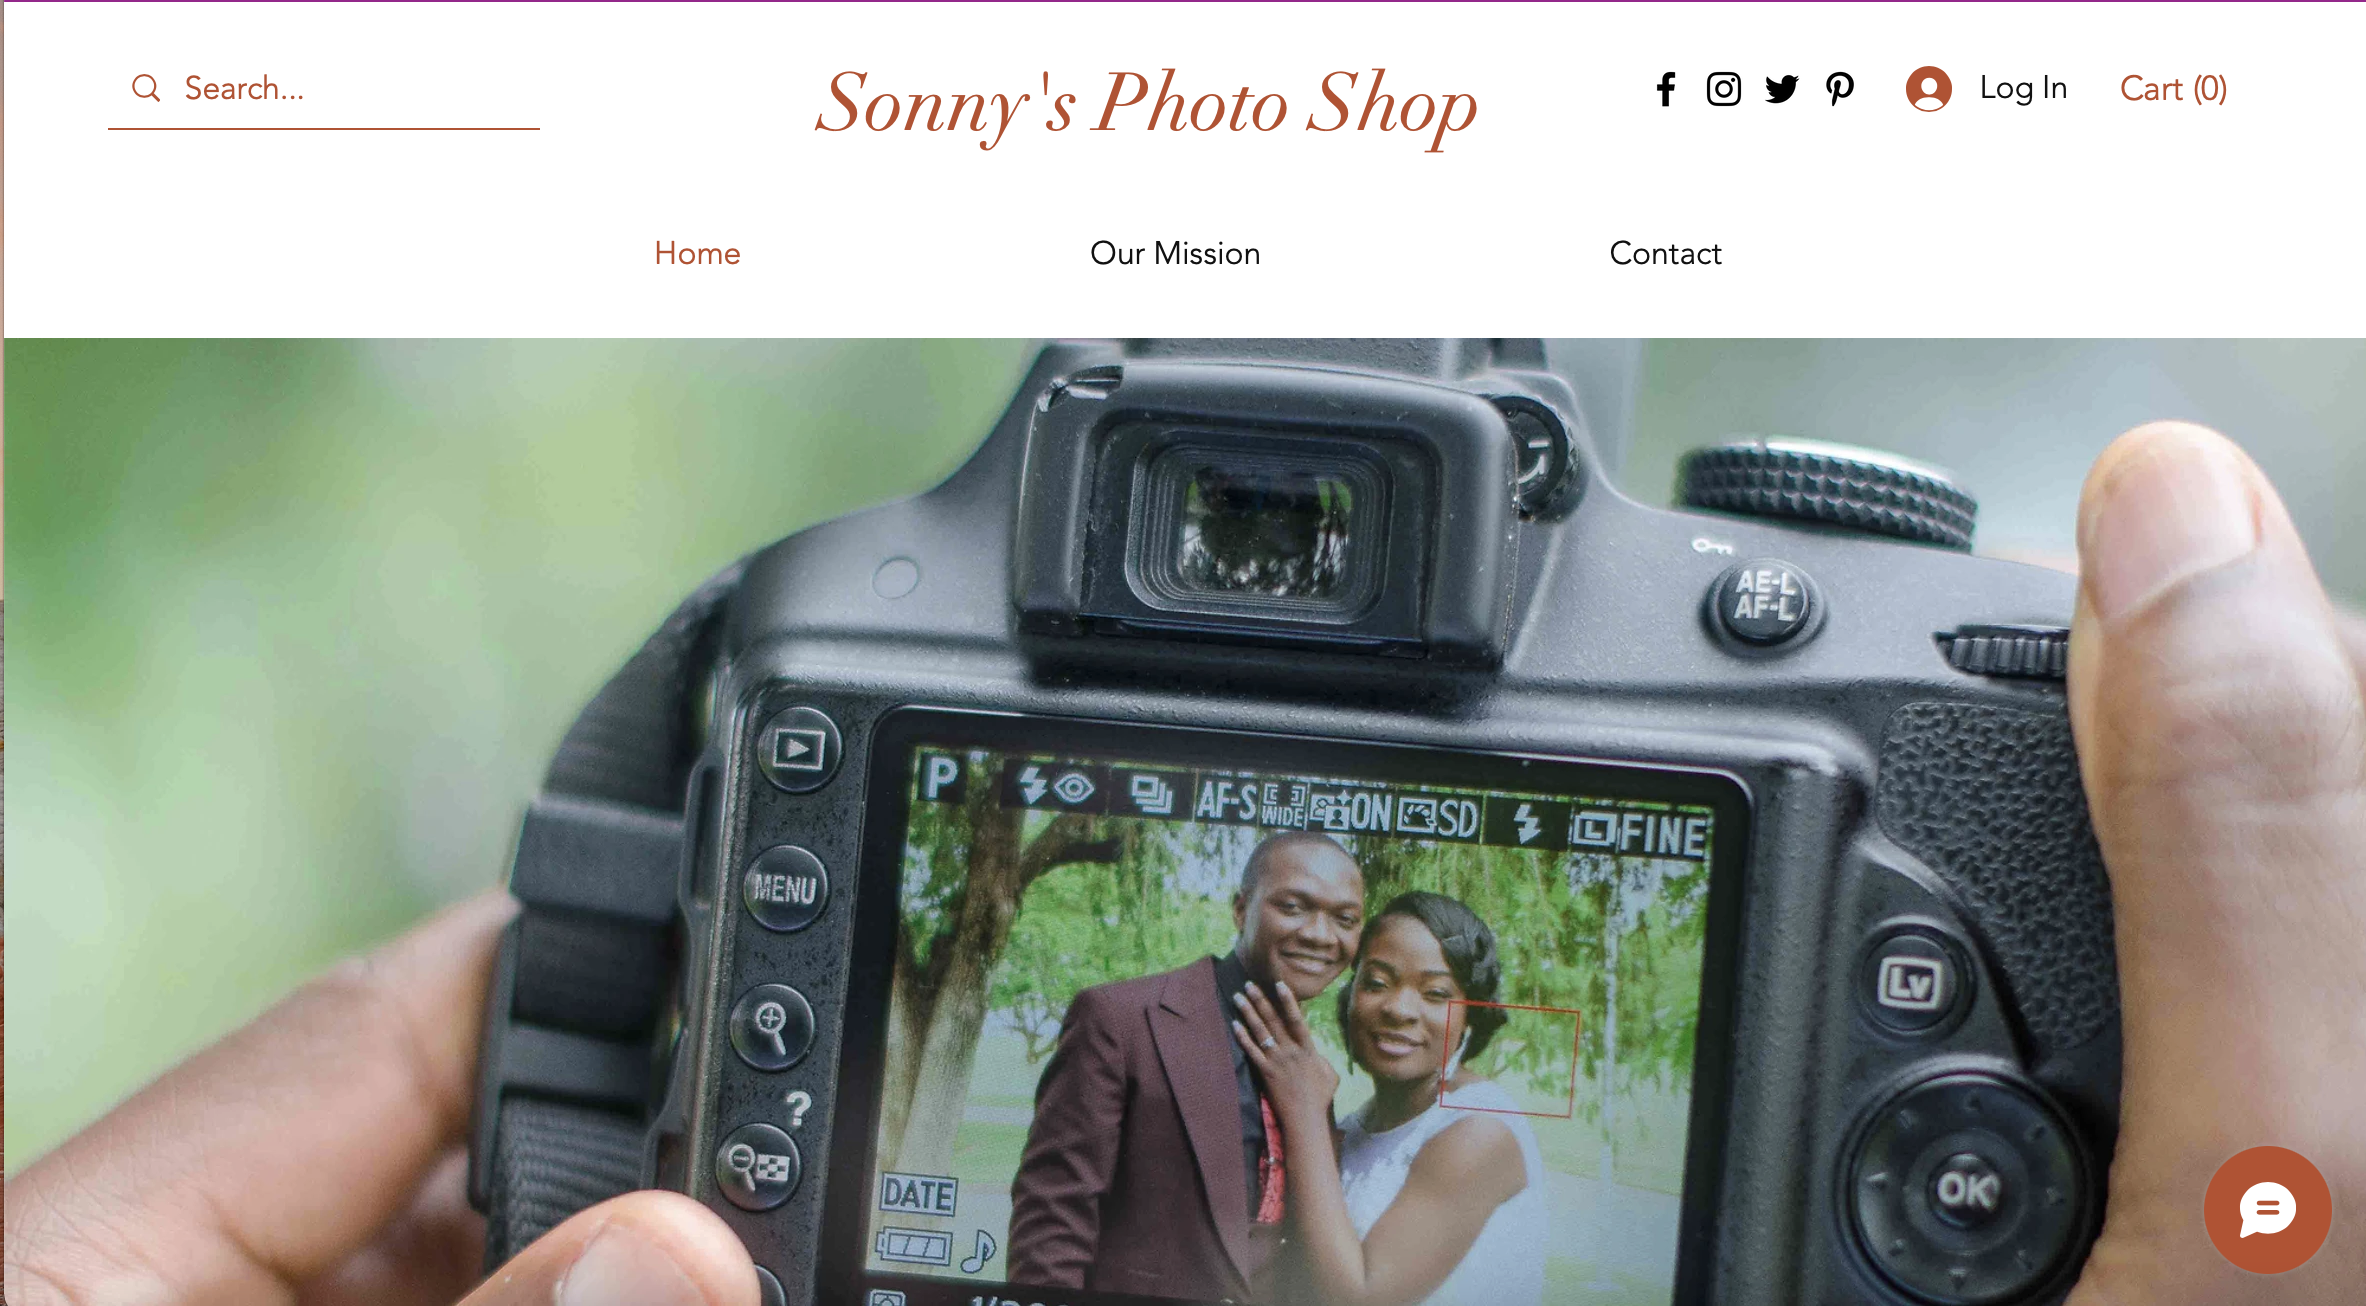 Search...
Sonny's Photo Shop
Log In
Cart (0)
Home
Our Mission
Contact
AE-L
AF-L
P
AF-S
WIDE
ON
SD
L
FINE
MENU
Lv
?
OK
DATE